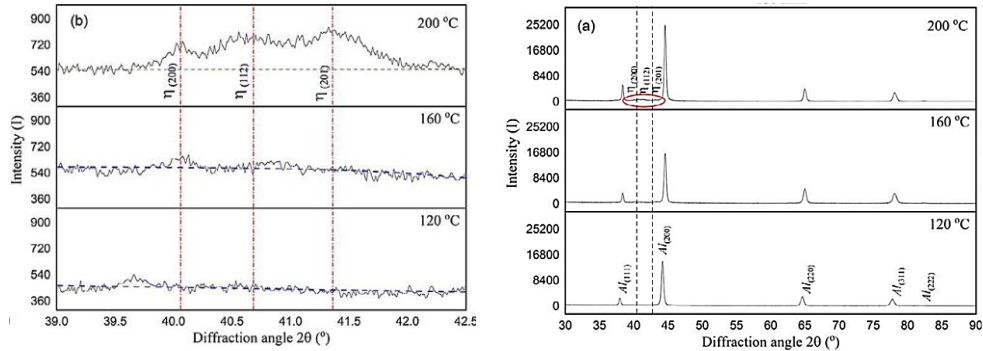 (b)
200 °C
900
720
540
360
η (200)
η (112)
η (201)
160 °C
900
720
540
360
120 °C
900
720
540
360
Intensity (I)
39.0 39.5 40.0 40.5 41.0 41.5 42.0 42.5
Diffraction angle 2θ (°)
(a)
200 °C
25200
16800
8400
0
η (200)
η (112)
η (201)
160 °C
25200
16800
8400
0
120 °C
25200
16800
8400
0
Al (111)
Al (200)
Al (220)
Al (311)
Al (222)
Intensity (I)
30 35 40 45 50 55 60 65 70 75 80 85 90
Diffraction angle 2θ (°)